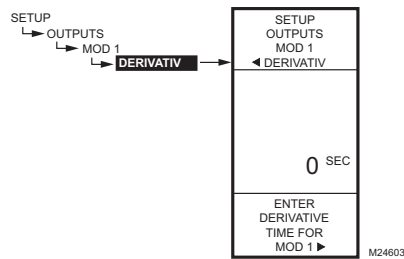 SETUP
OUTPUTS
MOD 1
DERIVATIV
SETUP
OUTPUTS
MOD 1
◄ DERIVATIV
0 SEC
ENTER
DERIVATIVE
TIME FOR
MOD 1 ►
M24603